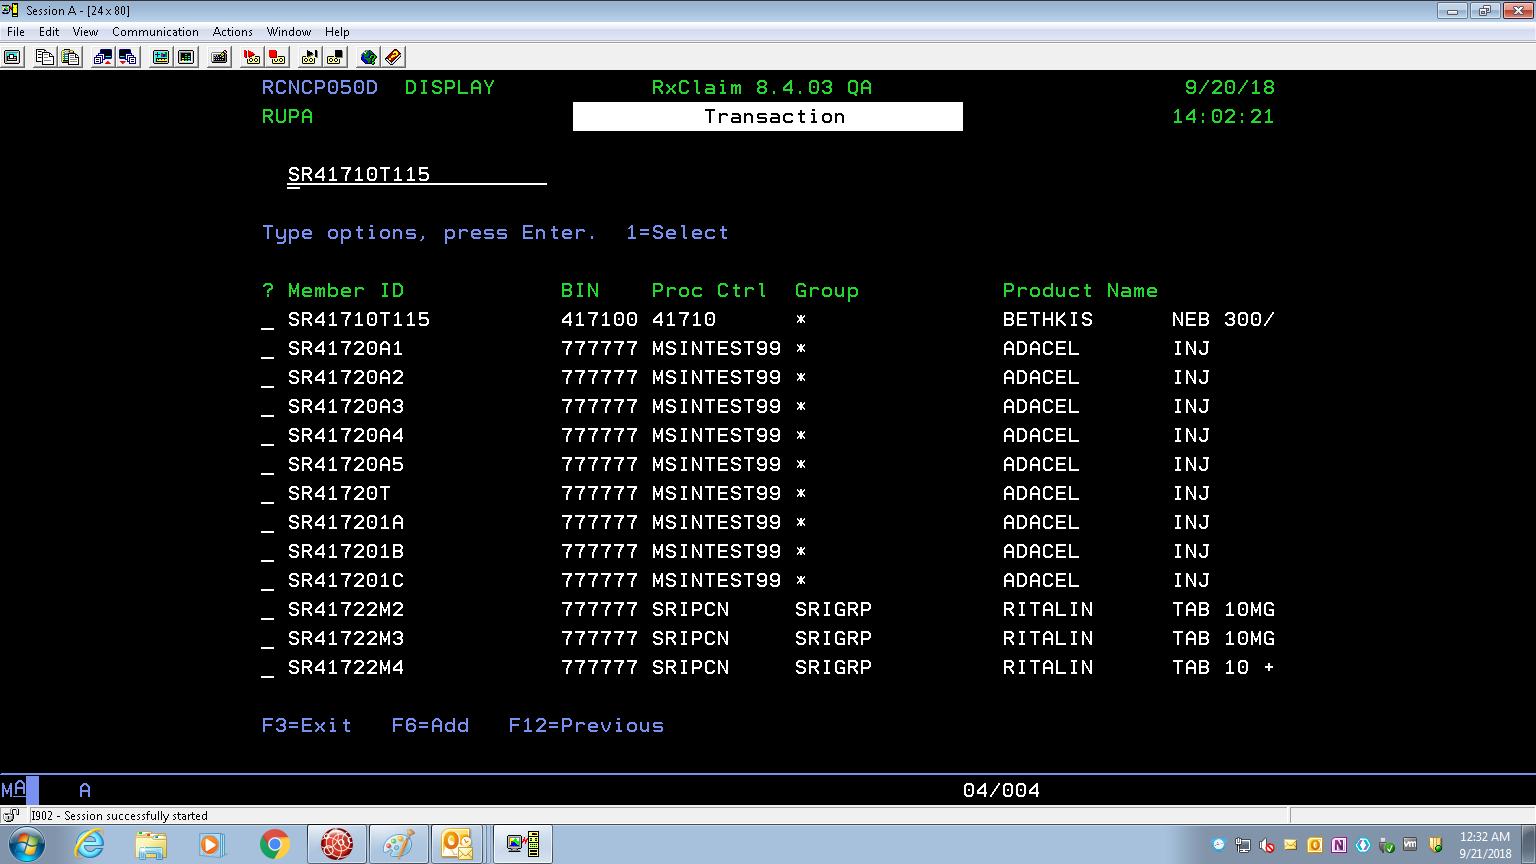 Session A - [24 x 80]
File Edit View Communication Actions Window Help
RCNCP050D DISPLAY RxClaim 8.4.03 QA 9/20/18
RUPA Transaction 14:02:21
SR41710T115
Type options, press Enter. 1=Select
? Member ID BIN Proc Ctrl Group Product Name
_ SR41710T115 417100 41710 * BETHKIS NEB 300/
_ SR41720A1 777777 MSINTEST99 * ADACEL INJ
_ SR41720A2 777777 MSINTEST99 * ADACEL INJ
_ SR41720A3 777777 MSINTEST99 * ADACEL INJ
_ SR41720A4 777777 MSINTEST99 * ADACEL INJ
_ SR41720A5 777777 MSINTEST99 * ADACEL INJ
_ SR41720T 777777 MSINTEST99 * ADACEL INJ
_ SR417201A 777777 MSINTEST99 * ADACEL INJ
_ SR417201B 777777 MSINTEST99 * ADACEL INJ
_ SR417201C 777777 MSINTEST99 * ADACEL INJ
_ SR41722M2 777777 SRIPCN SRIGRP RITALIN TAB 10MG
_ SR41722M3 777777 SRIPCN SRIGRP RITALIN TAB 10MG
_ SR41722M4 777777 SRIPCN SRIGRP RITALIN TAB 10 +
F3=Exit F6=Add F12=Previous
MA A 04/004
I902 - Session successfully started
12:32 AM
9/21/2018